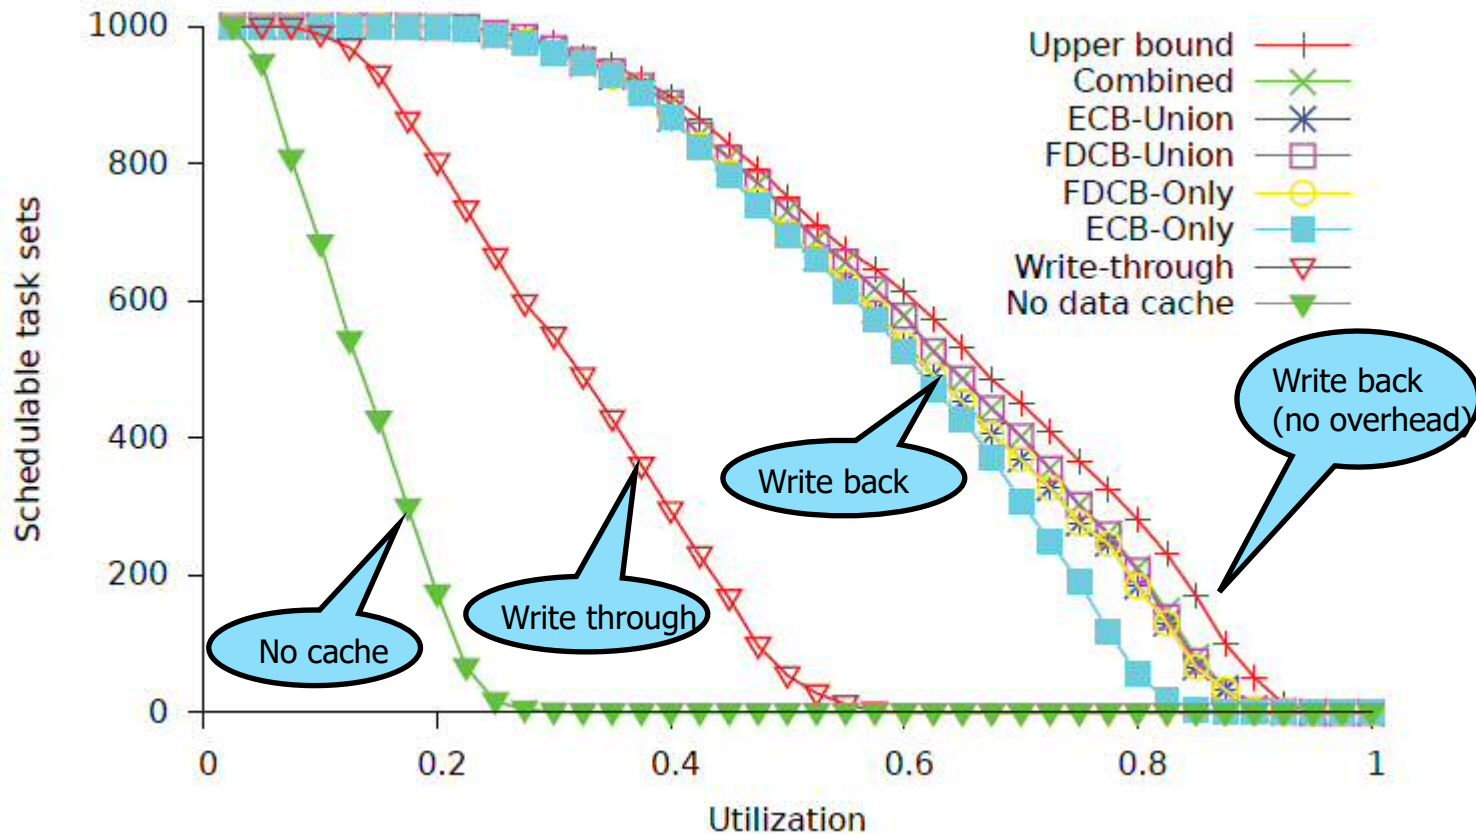 Schedulable task sets
1000
800
600
400
200
0
0
0.2
0.4
0.6
0.8
1
Utilization
Upper bound
Combined
ECB-Union
FDCB-Union
FDCB-Only
ECB-Only
Write-through
No data cache
Write back
(no overhead)
Write back
Write through
No cache